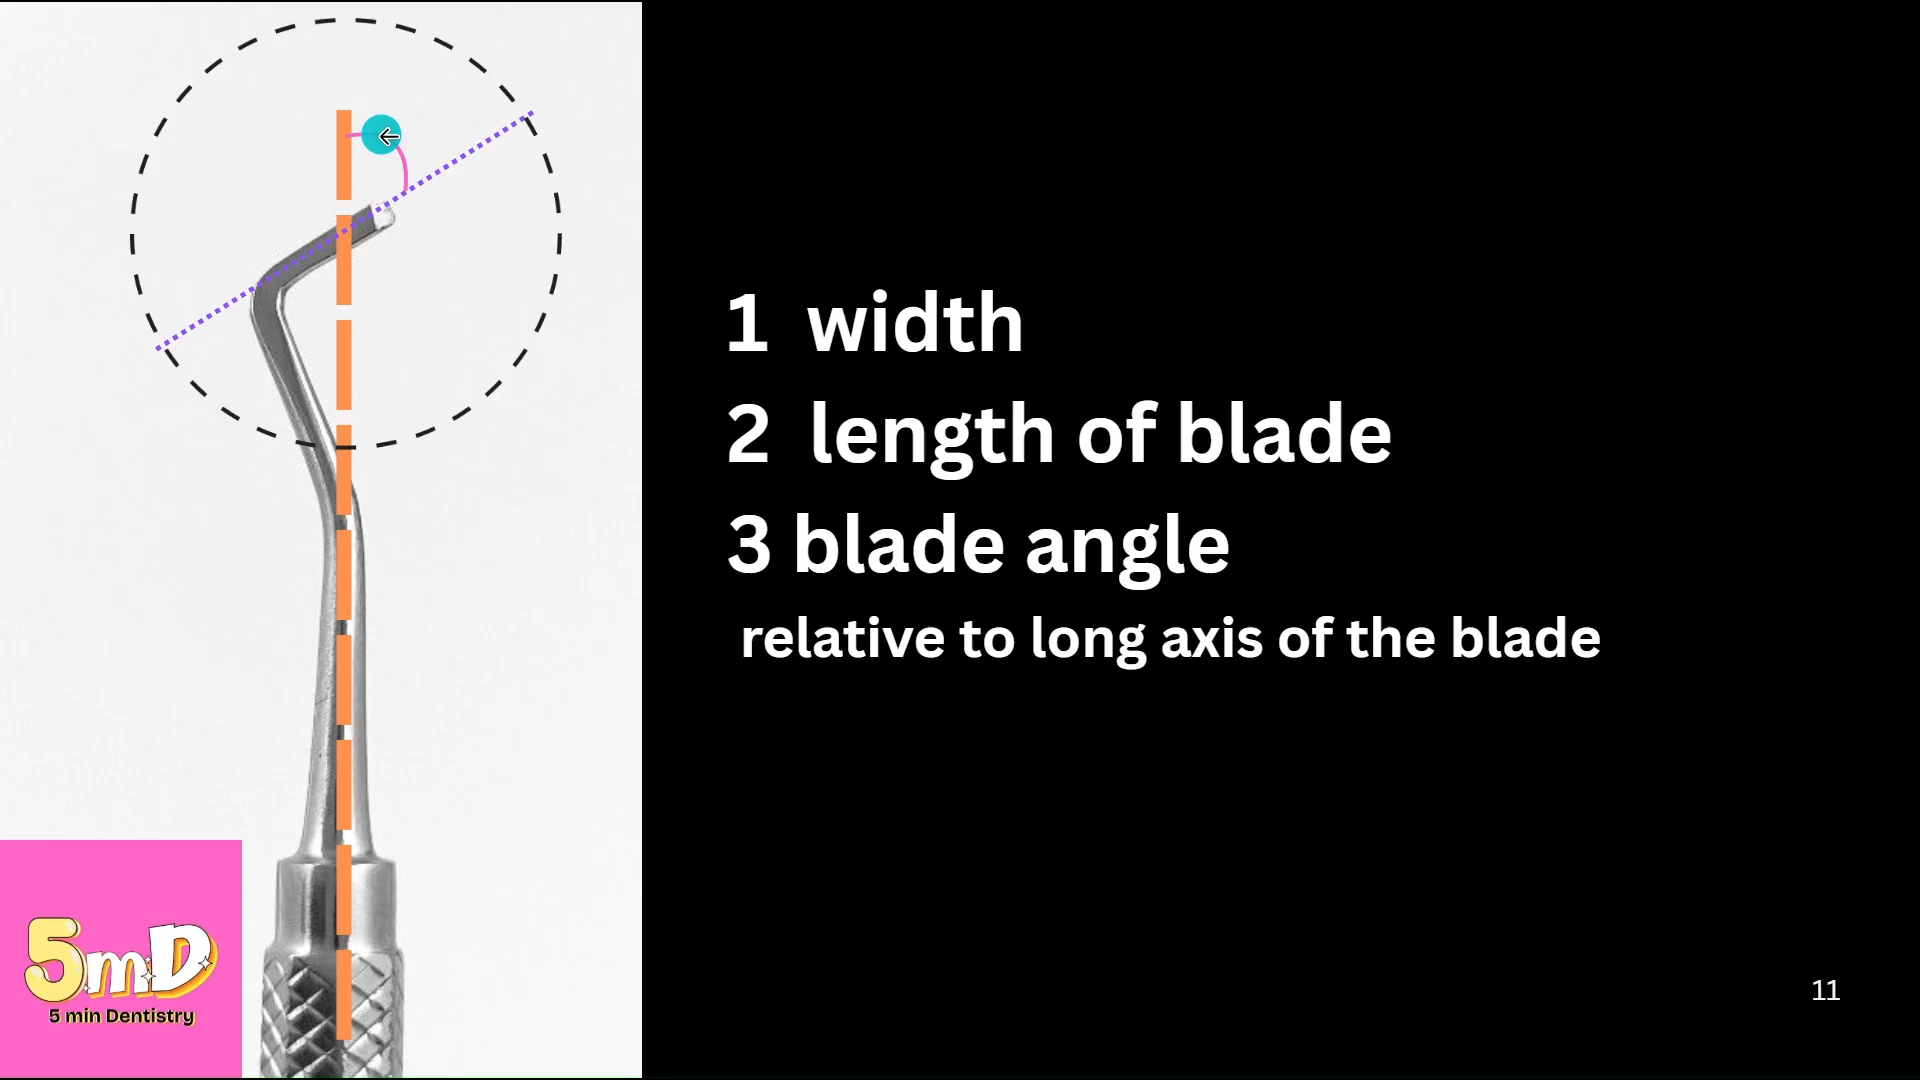 1 width
2 length of blade
3 blade angle
relative to long axis of the blade
5mD
5 min Dentistry
11